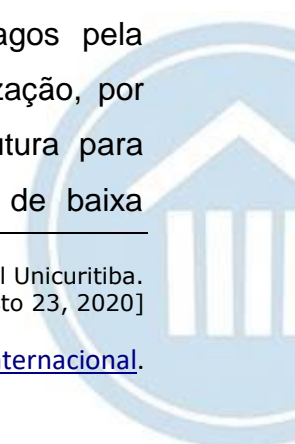 agos pela
zação, por
utura para
de baixa
l Unicuritiba.
to 23, 2020]
nternacional.